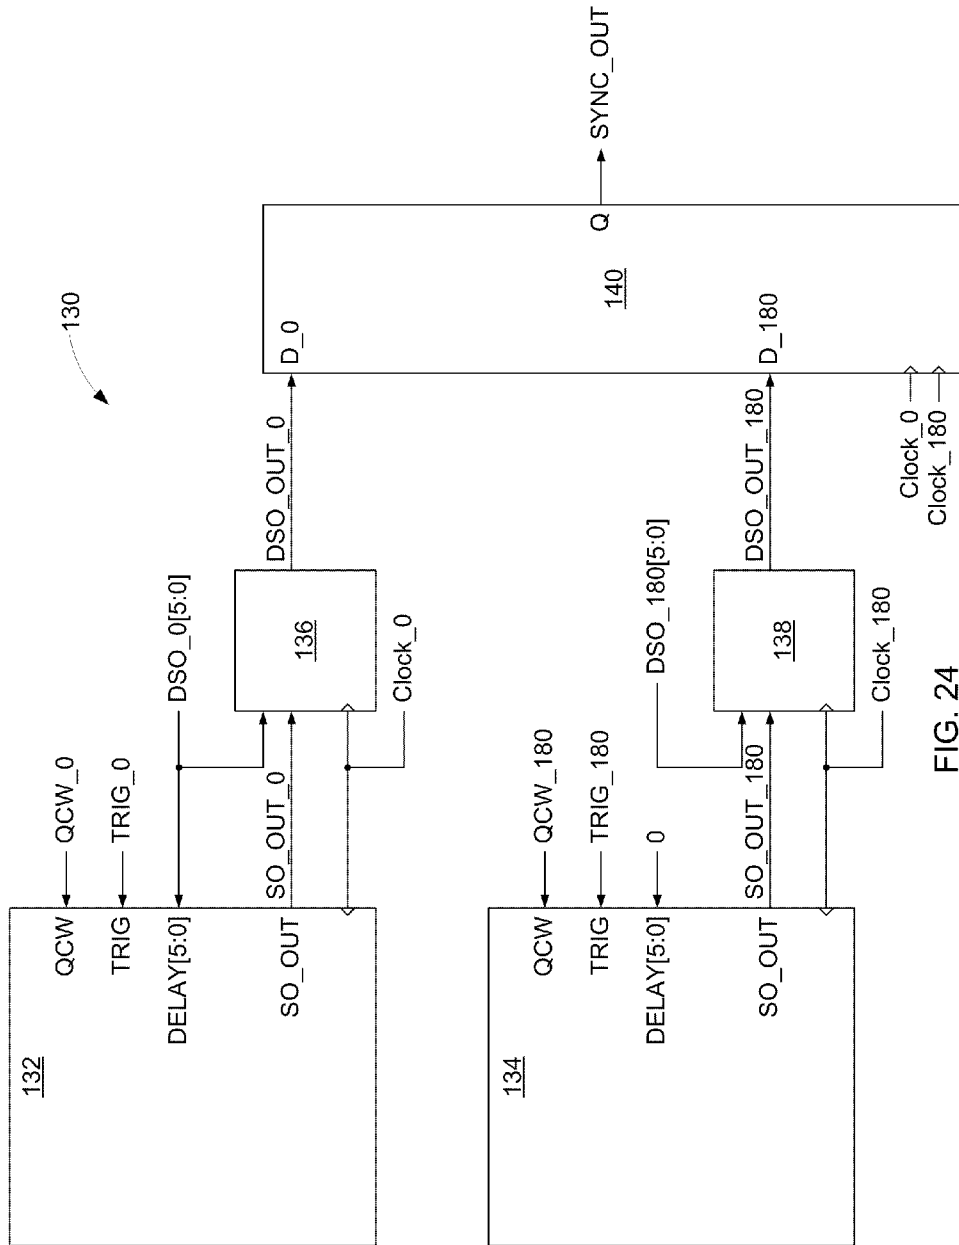 130
132
QCW
QCW_0
TRIG
TRIG_0
DELAY[5:0]
DSO_0[5:0]
SO_OUT
SO_OUT_0
136
Clock_0
DSO_OUT_0
D_0
134
QCW
QCW_180
TRIG
TRIG_180
DELAY[5:0]
0
DSO_180[5:0]
SO_OUT
SO_OUT_180
138
Clock_180
DSO_OUT_180
D_180
140
Q
SYNC_OUT
Clock_0
Clock_180
FIG. 24